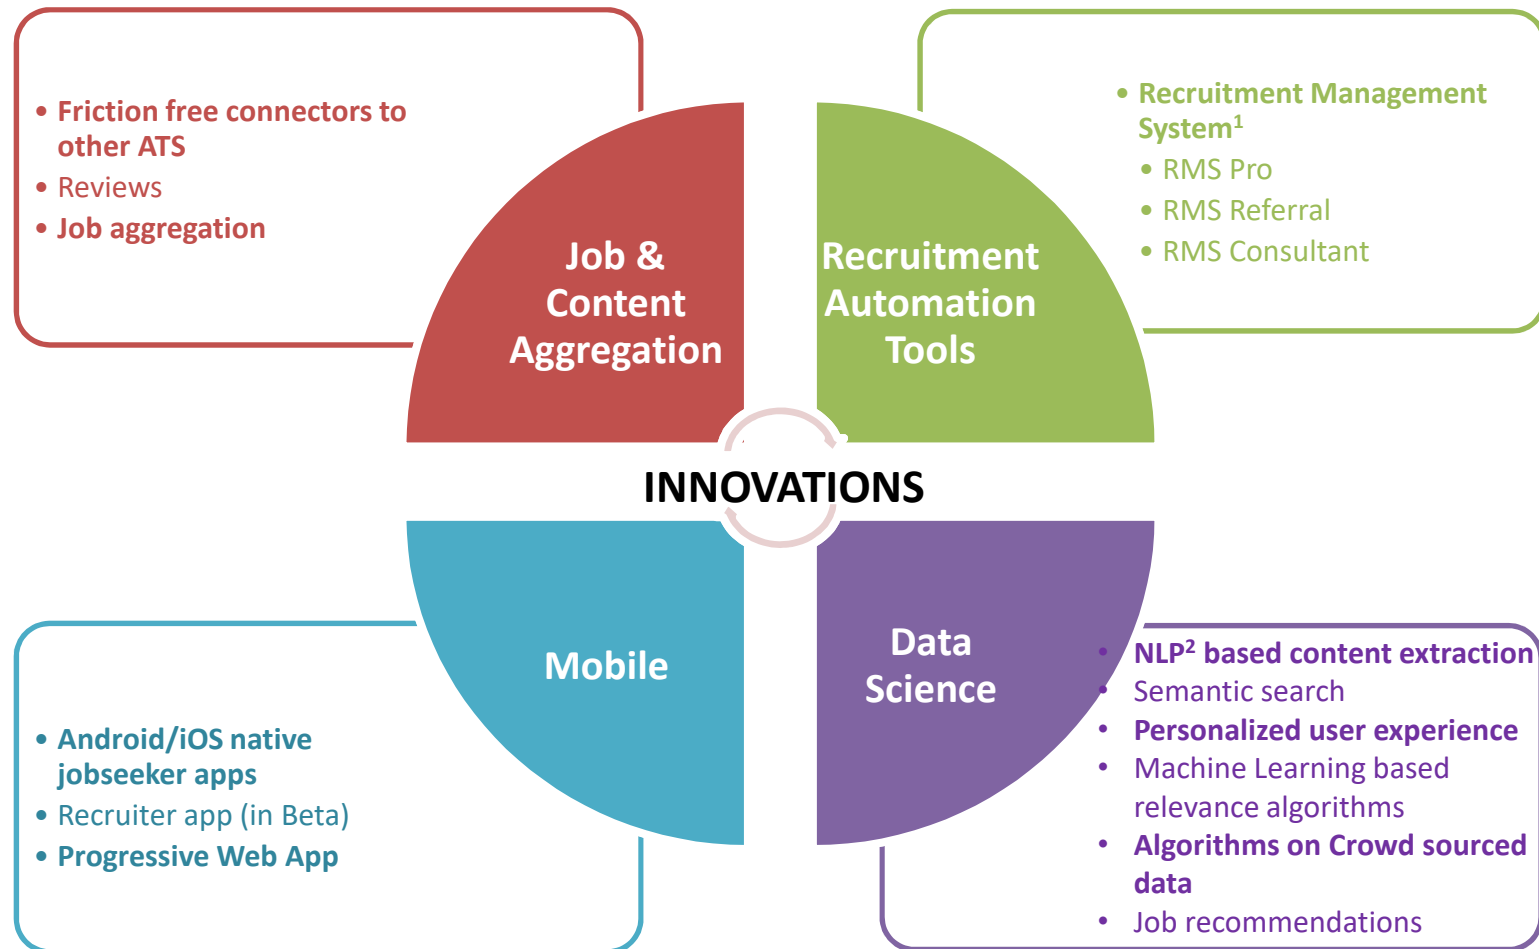 • Friction free connectors to
other ATS
• Reviews
• Job aggregation
• Recruitment Management
System¹
• RMS Pro
• RMS Referral
• RMS Consultant
Job &
Content
Aggregation
Recruitment
Automation
Tools
INNOVATIONS
Mobile
Data
Science
• Android/iOS native
jobseeker apps
• Recruiter app (in Beta)
• Progressive Web App
• NLP² based content extraction
• Semantic search
• Personalized user experience
• Machine Learning based
relevance algorithms
• Algorithms on Crowd sourced
data
• Job recommendations